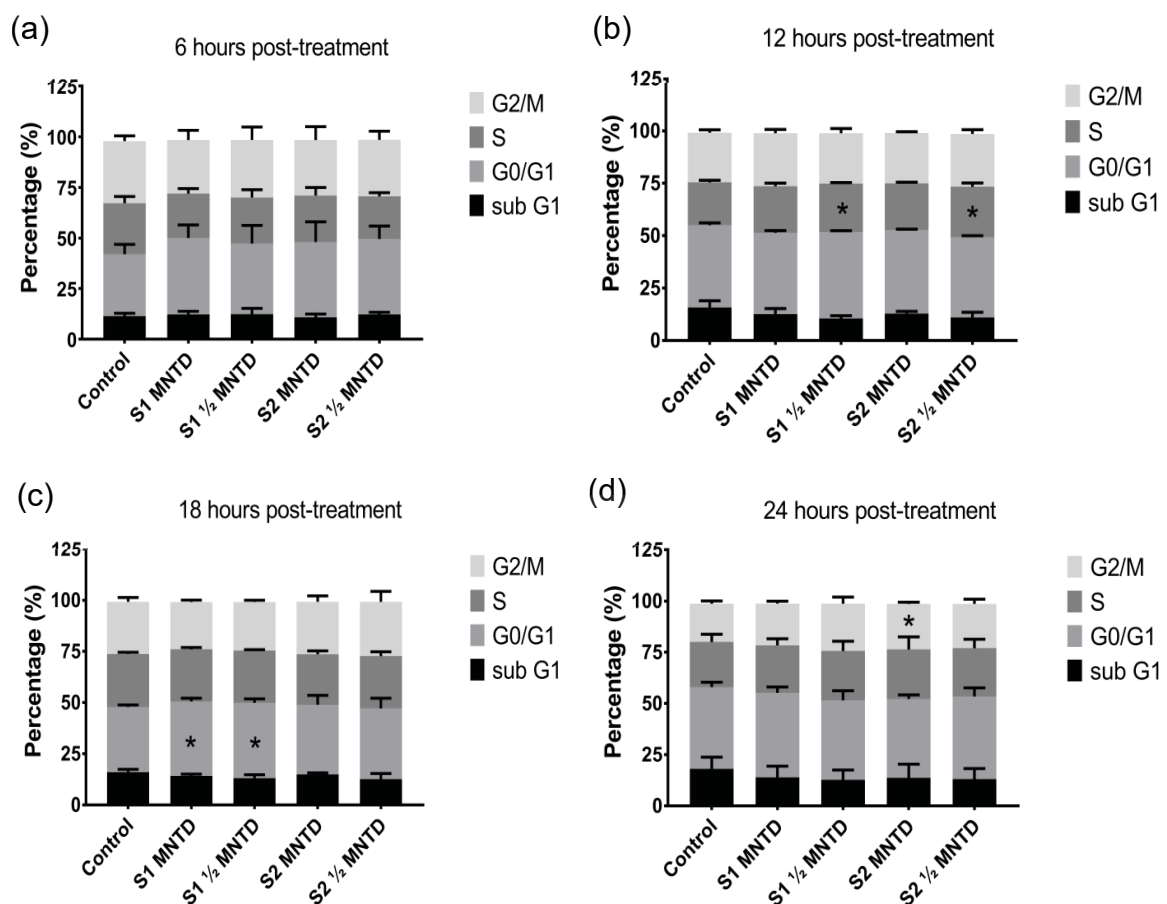 (a)
6 hours post-treatment
Percentage (%)
125
100
75
50
25
0
Control
S1 MNTD
S1 ½ MNTD
S2 MNTD
S2 ½ MNTD
G2/M
S
G0/G1
sub G1
(b)
12 hours post-treatment
Percentage (%)
125
100
75
50
25
0
*
*
Control
S1 MNTD
S1 ½ MNTD
S2 MNTD
S2 ½ MNTD
G2/M
S
G0/G1
sub G1
(c)
18 hours post-treatment
Percentage (%)
125
100
75
50
25
0
*
*
Control
S1 MNTD
S1 ½ MNTD
S2 MNTD
S2 ½ MNTD
G2/M
S
G0/G1
sub G1
(d)
24 hours post-treatment
Percentage (%)
125
100
75
50
25
0
*
Control
S1 MNTD
S1 ½ MNTD
S2 MNTD
S2 ½ MNTD
G2/M
S
G0/G1
sub G1